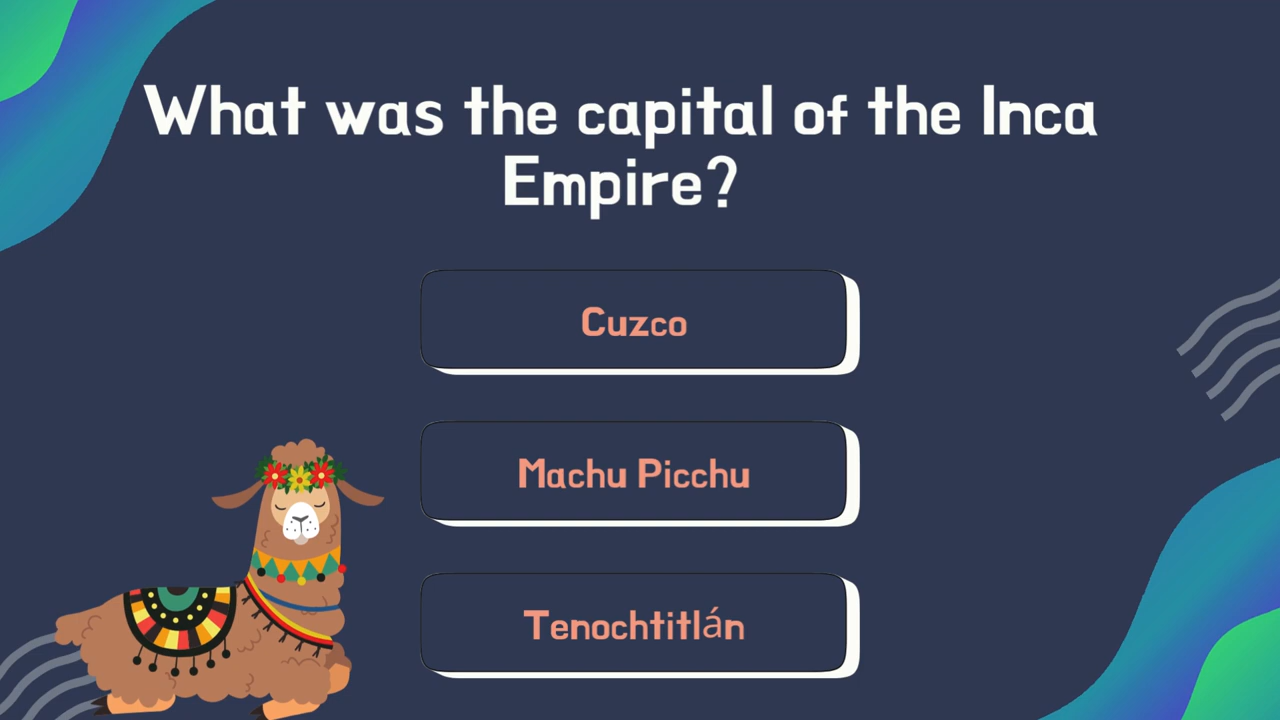 What was the capital of the Inca
Empire?
Cuzco
Machu Picchu
Tenochtitlán